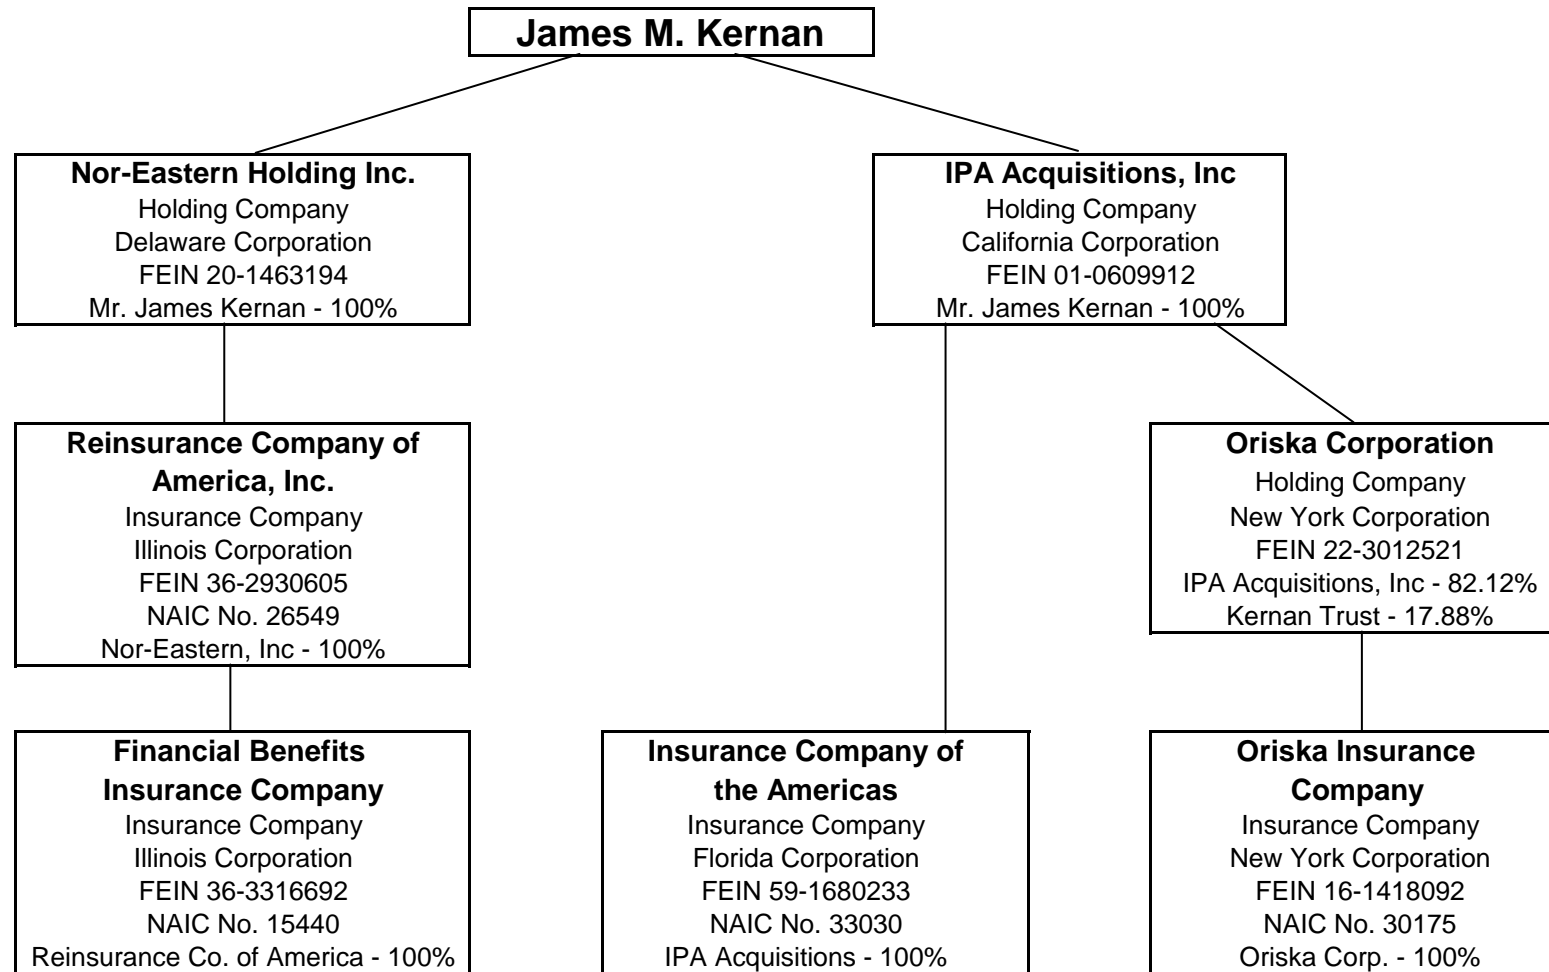 James M. Kernan
Nor-Eastern Holding Inc.
Holding Company
Delaware Corporation
FEIN 20-1463194
Mr. James Kernan - 100%
IPA Acquisitions, Inc
Holding Company
California Corporation
FEIN 01-0609912
Mr. James Kernan - 100%
Reinsurance Company of
America, Inc.
Insurance Company
Illinois Corporation
FEIN 36-2930605
NAIC No. 26549
Nor-Eastern, Inc - 100%
Oriska Corporation
Holding Company
New York Corporation
FEIN 22-3012521
IPA Acquisitions, Inc - 82.12%
Kernan Trust - 17.88%
Financial Benefits
Insurance Company
Insurance Company
Illinois Corporation
FEIN 36-3316692
NAIC No. 15440
Reinsurance Co. of America - 100%
Insurance Company of
the Americas
Insurance Company
Florida Corporation
FEIN 59-1680233
NAIC No. 33030
IPA Acquisitions - 100%
Oriska Insurance
Company
Insurance Company
New York Corporation
FEIN 16-1418092
NAIC No. 30175
Oriska Corp. - 100%